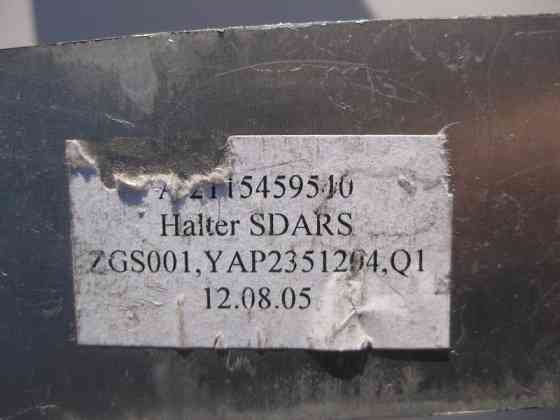 A 2115459540
Halter SDARS
ZGS001,YAP2351204,Q1
12.08.05